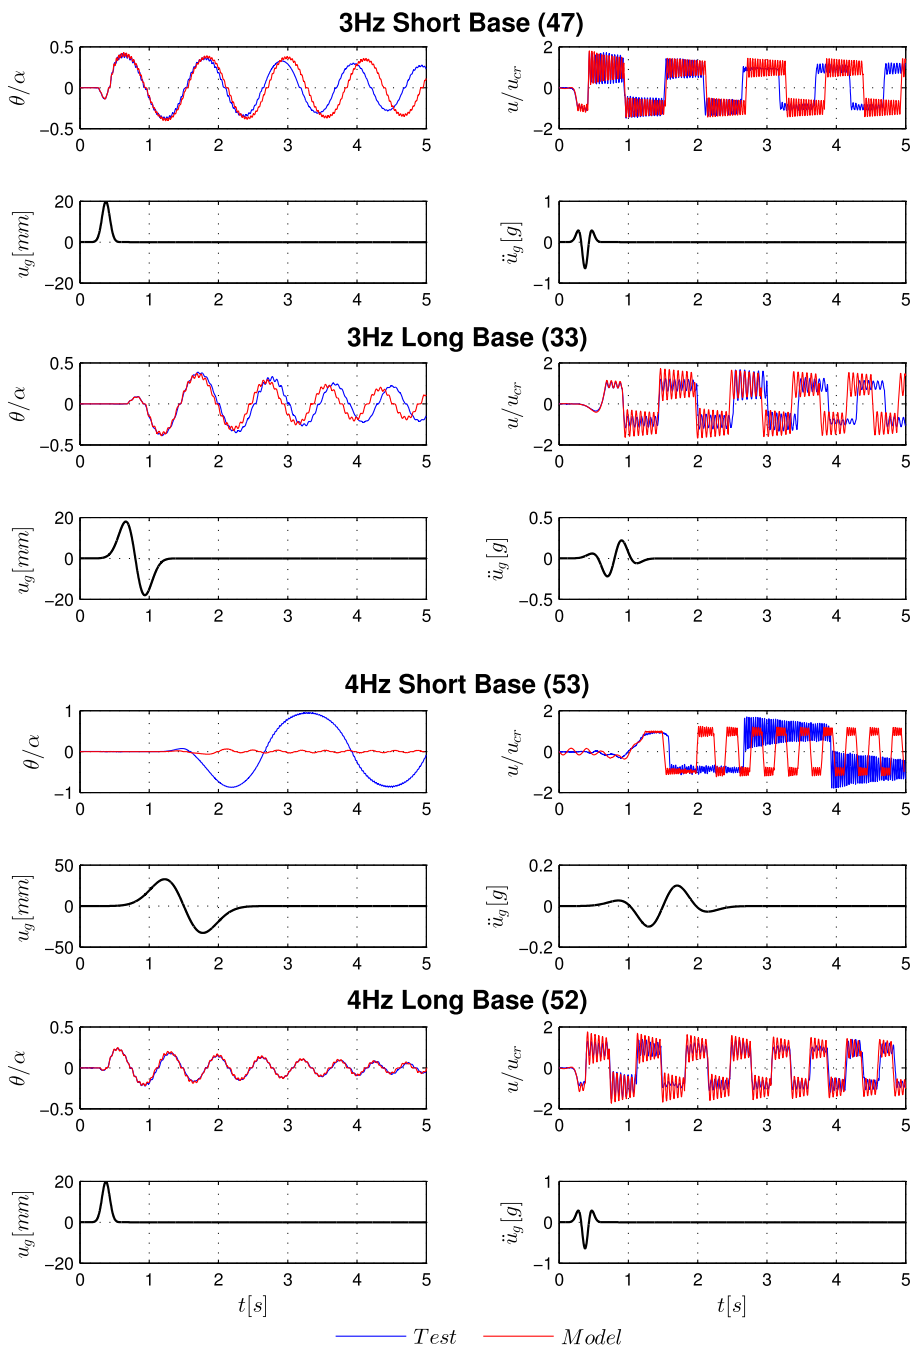 3Hz Short Base (47)
0.5 0 −0.5 θ/α 0 1 2 3 4 5
2 0 −2 u/u_cr 0 1 2 3 4 5
20 0 −20 u_g[mm] 0 1 2 3 4 5
1 0 −1 ü_g[g] 0 1 2 3 4 5
3Hz Long Base (33)
0.5 0 −0.5 θ/α 0 1 2 3 4 5
2 0 −2 u/u_cr 0 1 2 3 4 5
20 0 −20 u_g[mm] 0 1 2 3 4 5
0.5 0 −0.5 ü_g[g] 0 1 2 3 4 5
4Hz Short Base (53)
1 0 −1 θ/α 0 1 2 3 4 5
2 0 −2 u/u_cr 0 1 2 3 4 5
50 0 −50 u_g[mm] 0 1 2 3 4 5
0.2 0 −0.2 ü_g[g] 0 1 2 3 4 5
4Hz Long Base (52)
0.5 0 −0.5 θ/α 0 1 2 3 4 5
2 0 −2 u/u_cr 0 1 2 3 4 5
20 0 −20 u_g[mm] 0 1 2 3 4 5
1 0 −1 ü_g[g] 0 1 2 3 4 5
t[s] t[s]
Test Model